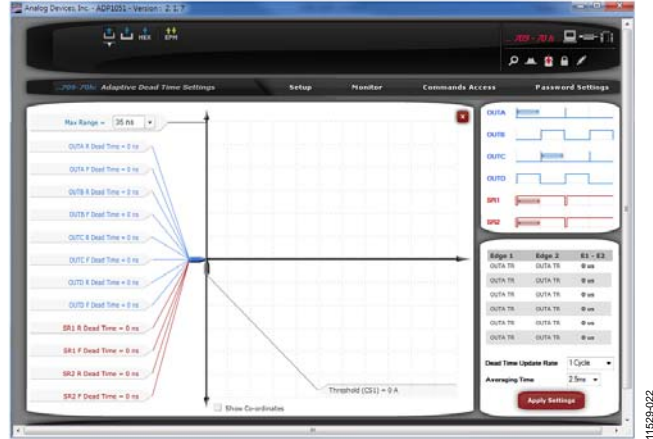 Analog Devices, Inc. - ADP1051 - Version : 2. 1. 7
HEX
EPM
...709 - 70 h
...709-70h: Adaptive Dead Time Settings
Setup
Monitor
Commands Access
Password Settings
Max Range = 35 ns
OUTA R Dead Time = 0 ns
OUTA F Dead Time = 0 ns
OUTB R Dead Time = 0 ns
OUTB F Dead Time = 0 ns
OUTC R Dead Time = 0 ns
OUTC F Dead Time = 0 ns
OUTD R Dead Time = 0 ns
OUTD F Dead Time = 0 ns
SR1 R Dead Time = 0 ns
SR1 F Dead Time = 0 ns
SR2 R Dead Time = 0 ns
SR2 F Dead Time = 0 ns
Threshold (CS1) = 0 A
Show Co-ordinates
OUTA
OUTB
OUTC
OUTD
SR1
SR2
Edge 1 Edge 2 E1 - E2
OUTA TR OUTA TR 0 us
OUTA TR OUTA TR 0 us
OUTA TR OUTA TR 0 us
OUTA TR OUTA TR 0 us
OUTA TR OUTA TR 0 us
OUTA TR OUTA TR 0 us
Dead Time Update Rate 1 Cycle
Averaging Time 2.5ms
Apply Settings
11529-022